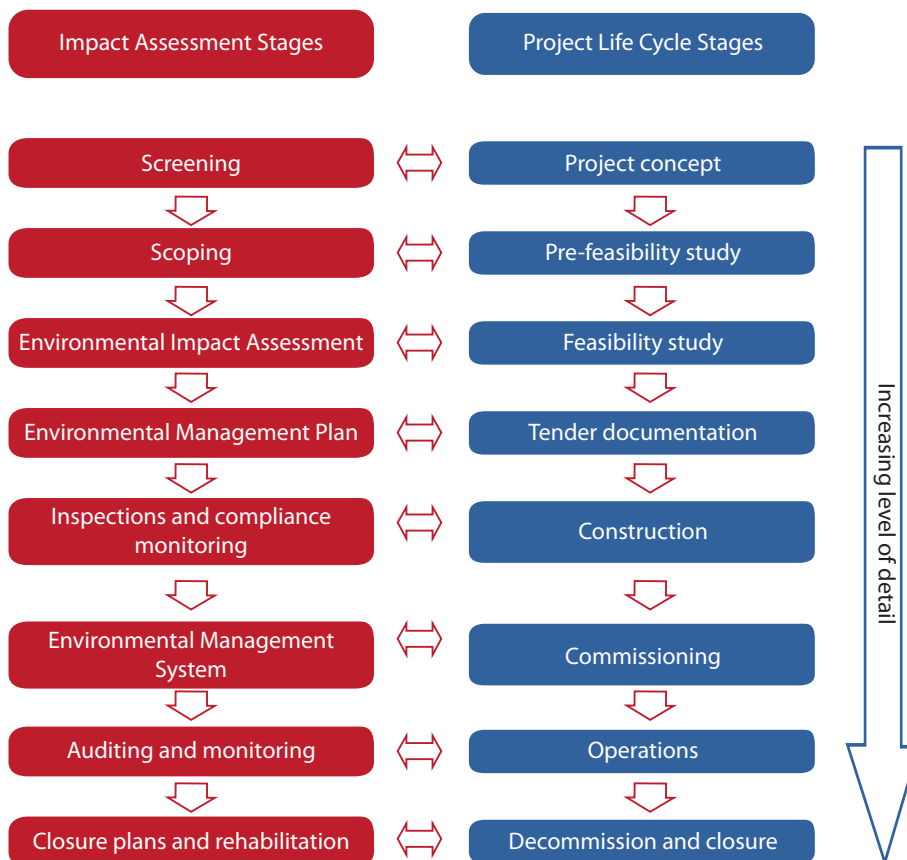 Impact Assessment Stages
Project Life Cycle Stages
Screening
Project concept
Scoping
Pre-feasibility study
Environmental Impact Assessment
Feasibility study
Environmental Management Plan
Tender documentation
Inspections and compliance
monitoring
Construction
Environmental Management
System
Commissioning
Auditing and monitoring
Operations
Closure plans and rehabilitation
Decommission and closure
Increasing level of detail